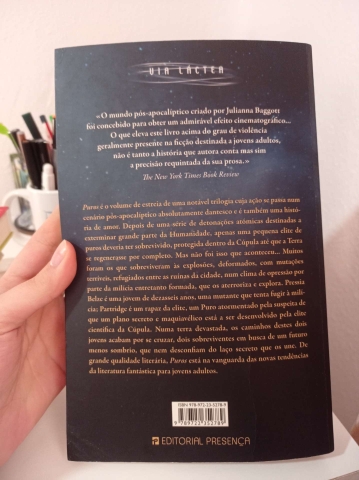 VIA LÁCTEA
«O mundo pós-apocalíptico criado por Julianna Baggott
foi concebido para obter um admirável efeito cinematográfico...
O que eleva este livro acima do grau de violência
geralmente presente na ficção destinada a jovens adultos,
não é tanto a história que autora conta mas sim
a precisão requintada da sua prosa.»
The New York Times Book Review
Puros é o volume de estreia de uma notável trilogia cuja ação se passa num
cenário pós-apocalíptico absolutamente dantesco e é também uma histó-
ria de amor. Depois de uma série de detonações atómicas destinadas a
exterminar grande parte da Humanidade, apenas uma pequena elite de
puros deveria ter sobrevivido, protegida dentro da Cúpula até que a Terra
se regenerasse por completo. Mas não foi isso que aconteceu... Muitos
foram os que sobreviveram às explosões, deformados, com mutações
terríveis, refugiados entre as ruínas da cidade, num clima de opressão por
parte da milícia entretanto formada, que os aterroriza e explora. Pressia
Belze é uma jovem de dezasseis anos, uma mutante que tenta fugir à milí-
cia; Partridge é um rapaz da elite, um Puro atormentado pela suspeita de
que um plano secreto e maquiavélico está a ser desenvolvido pela elite
científica da Cúpula. Numa terra devastada, os caminhos destes dois
jovens acabam por se cruzar, dois sobreviventes em busca de um futuro
menos sombrio, que nem desconfiam do laço secreto que os une. De
grande qualidade literária, Puros está na vanguarda das novas tendências
da literatura fantástica para jovens adultos.
ISBN 978-972-23-5278-9
9 789722 352789
EDITORIAL PRESENÇA